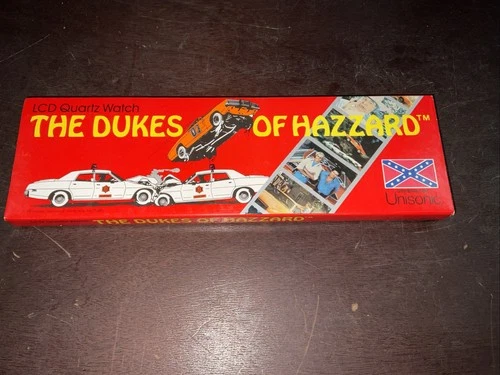 LCD Quartz Watch
THE DUKES OF HAZZARD™
Unisonic
THE DUKES OF HAZZARD